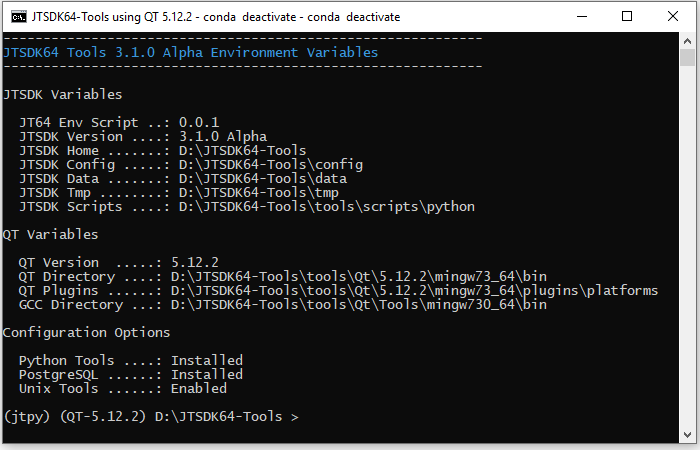 JTSDK64-Tools using QT 5.12.2 - conda  deactivate - conda  deactivate
------------------------------------------------------------
JTSDK64 Tools 3.1.0 Alpha Environment Variables
------------------------------------------------------------
JTSDK Variables
JT64 Env Script ..: 0.0.1
JTSDK Version ....: 3.1.0 Alpha
JTSDK Home .......: D:\JTSDK64-Tools
JTSDK Config .....: D:\JTSDK64-Tools\config
JTSDK Data .......: D:\JTSDK64-Tools\data
JTSDK Tmp ........: D:\JTSDK64-Tools\tmp
JTSDK Scripts ....: D:\JTSDK64-Tools\tools\scripts\python
QT Variables
QT Version  .....: 5.12.2
QT Directory ....: D:\JTSDK64-Tools\tools\Qt\5.12.2\mingw73_64\bin
QT Plugins ......: D:\JTSDK64-Tools\tools\Qt\5.12.2\mingw73_64\plugins\platforms
GCC Directory ...: D:\JTSDK64-Tools\tools\Qt\Tools\mingw730_64\bin
Configuration Options
Python Tools ....: Installed
PostgreSQL ......: Installed
Unix Tools ......: Enabled
(jtpy) (QT-5.12.2) D:\JTSDK64-Tools >